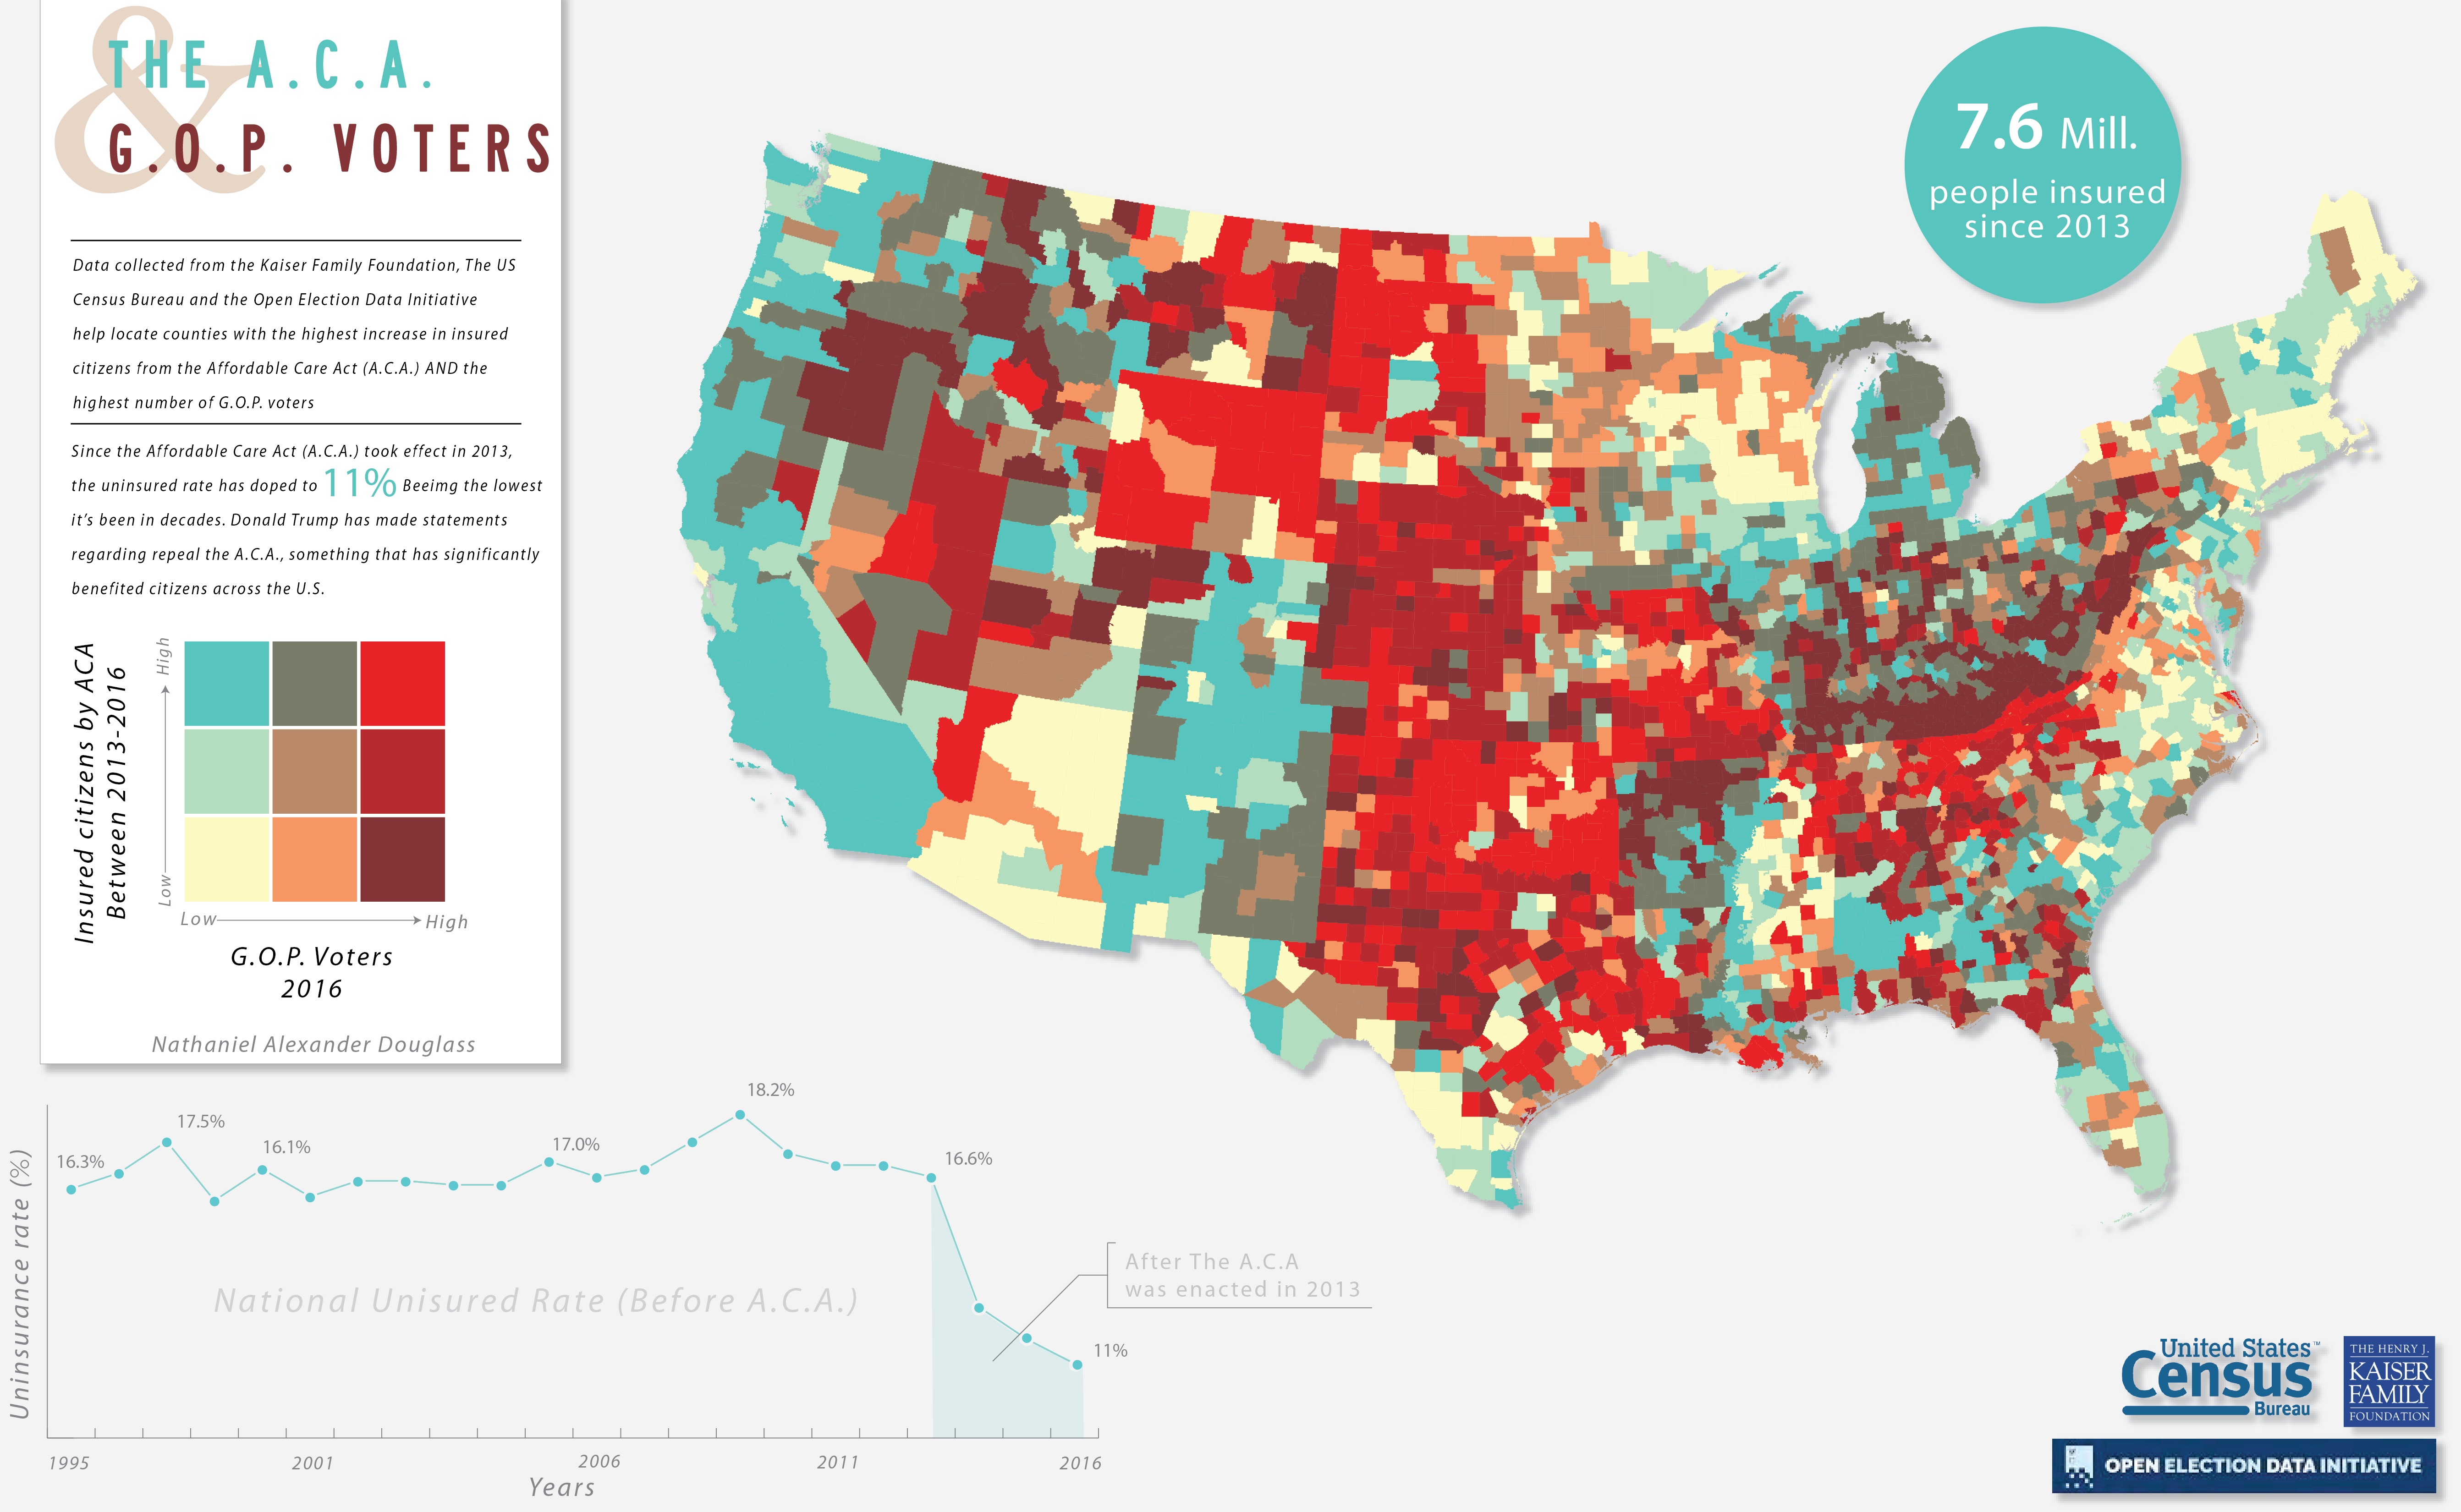 &
THE A.C.A.
G.O.P. VOTERS
Data collected from the Kaiser Family Foundation, The US
Census Bureau and the Open Election Data Initiative
help locate counties with the highest increase in insured
citizens from the Affordable Care Act (A.C.A.) AND the
highest number of G.O.P. voters
Since the Affordable Care Act (A.C.A.) took effect in 2013,
the uninsured rate has doped to 11% Beeimg the lowest
it's been in decades. Donald Trump has made statements
regarding repeal the A.C.A., something that has significantly
benefited citizens across the U.S.
Insured citizens by ACA
Between 2013-2016
High
Low
Low
High
G.O.P. Voters
2016
Nathaniel Alexander Douglass
7.6 Mill.
people insured
since 2013
Uninsurance rate (%)
16.3%
17.5%
16.1%
17.0%
18.2%
16.6%
11%
National Unisured Rate (Before A.C.A.)
After The A.C.A
was enacted in 2013
1995
2001
2006
2011
2016
Years
United States™
Census
Bureau
THE HENRY J.
KAISER
FAMILY
FOUNDATION
OPEN ELECTION DATA INITIATIVE